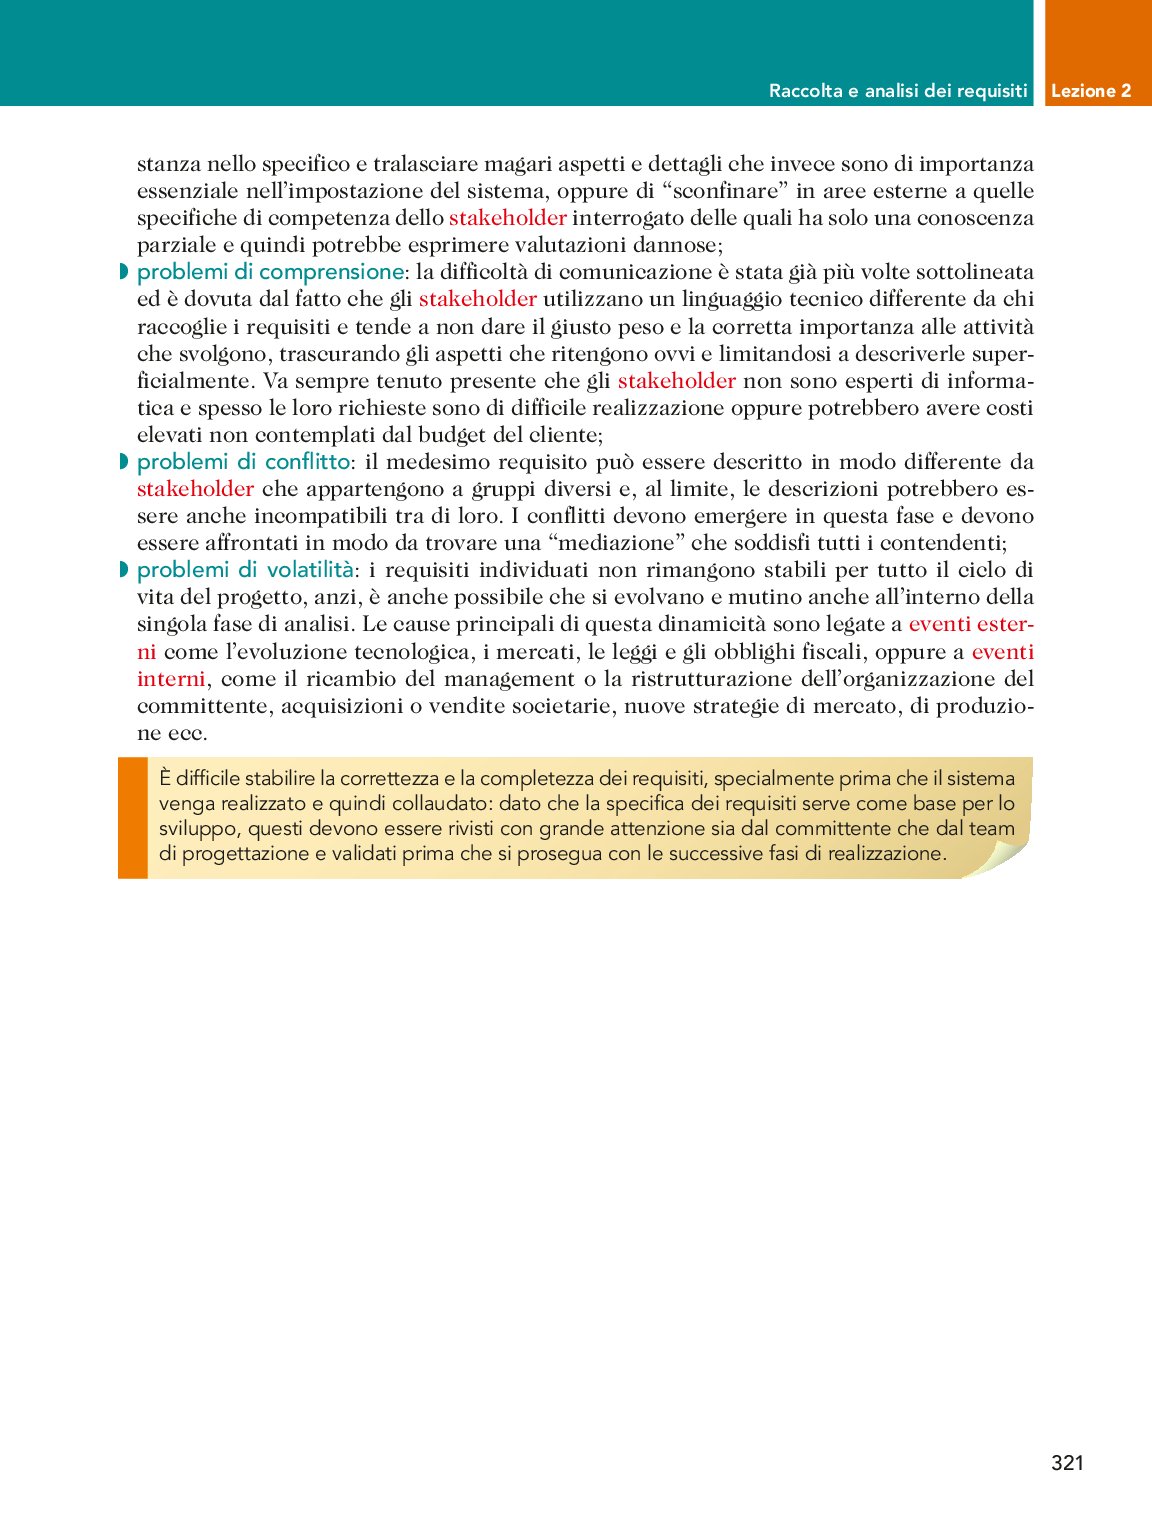 Raccolta e analisi dei requisiti Lezione 2
stanza nello specifico e tralasciare magari aspetti e dettagli che invece sono di importanza
essenziale nell’impostazione del sistema, oppure di “sconfinare” in aree esterne a quelle
specifiche di competenza dello stakeholder interrogato delle quali ha solo una conoscenza
parziale e quindi potrebbe esprimere valutazioni dannose;
◗ problemi di comprensione: la difficoltà di comunicazione è stata già più volte sottolineata
ed è dovuta dal fatto che gli stakeholder utilizzano un linguaggio tecnico differente da chi
raccoglie i requisiti e tende a non dare il giusto peso e la corretta importanza alle attività
che svolgono, trascurando gli aspetti che ritengono ovvi e limitandosi a descriverle super-
ficialmente. Va sempre tenuto presente che gli stakeholder non sono esperti di informa-
tica e spesso le loro richieste sono di difficile realizzazione oppure potrebbero avere costi
elevati non contemplati dal budget del cliente;
◗ problemi di conflitto: il medesimo requisito può essere descritto in modo differente da
stakeholder che appartengono a gruppi diversi e, al limite, le descrizioni potrebbero es-
sere anche incompatibili tra di loro. I conflitti devono emergere in questa fase e devono
essere affrontati in modo da trovare una “mediazione” che soddisfi tutti i contendenti;
◗ problemi di volatilità: i requisiti individuati non rimangono stabili per tutto il ciclo di
vita del progetto, anzi, è anche possibile che si evolvano e mutino anche all’interno della
singola fase di analisi. Le cause principali di questa dinamicità sono legate a eventi ester-
ni come l’evoluzione tecnologica, i mercati, le leggi e gli obblighi fiscali, oppure a eventi
interni, come il ricambio del management o la ristrutturazione dell’organizzazione del
committente, acquisizioni o vendite societarie, nuove strategie di mercato, di produzio-
ne ecc.
È difficile stabilire la correttezza e la completezza dei requisiti, specialmente prima che il sistema
venga realizzato e quindi collaudato: dato che la specifica dei requisiti serve come base per lo
sviluppo, questi devono essere rivisti con grande attenzione sia dal committente che dal team
di progettazione e validati prima che si prosegua con le successive fasi di realizzazione.
321